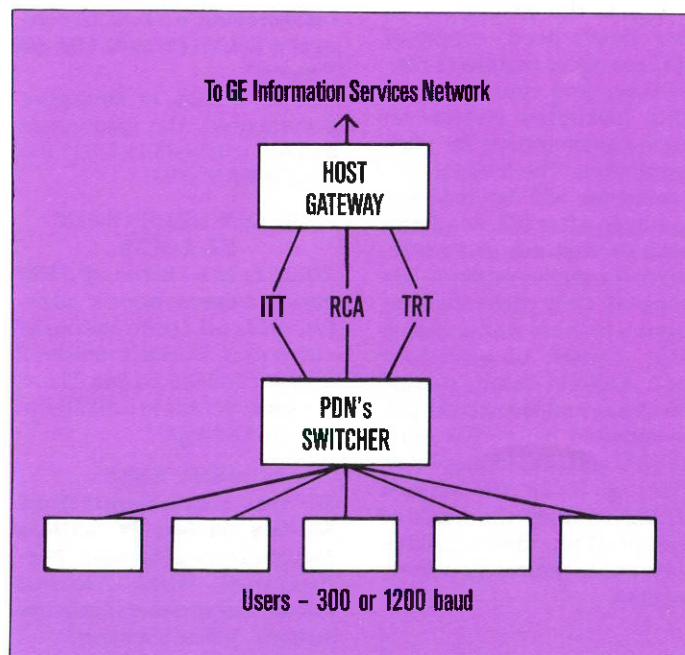 To GE Information Services Network
HOST
GATEWAY
ITT RCA TRT
PDN's
SWITCHER
Users – 300 or 1200 baud